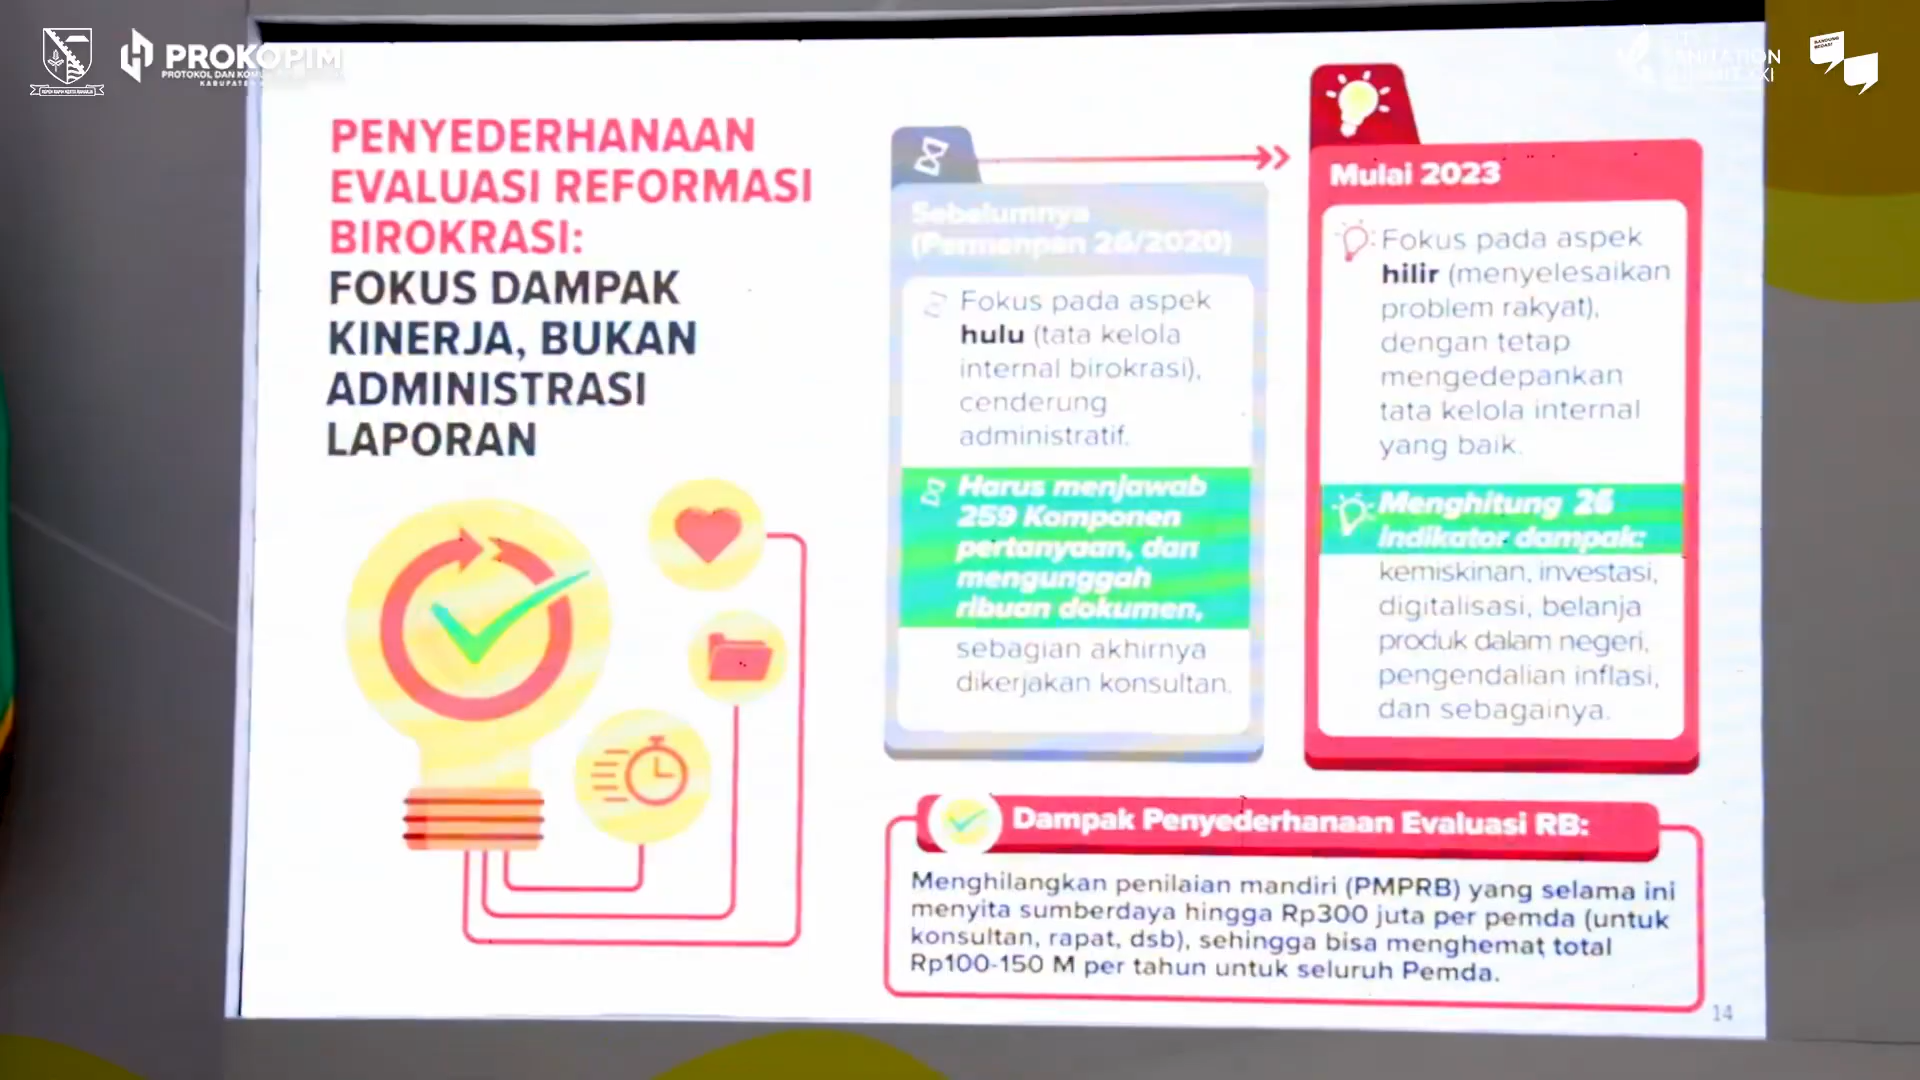 PROKOPIM
PROTOKOL DAN
KABUPATEN
BANDUNG
BEDAS!
PENYEDERHANAAN
EVALUASI REFORMASI
BIROKRASI:
FOKUS DAMPAK
KINERJA, BUKAN
ADMINISTRASI
LAPORAN
Sebelumnya
(Permenpan 26/2020)
Fokus pada aspek
hulu (tata kelola
internal birokrasi),
cenderung
administratif.
Harus menjawab
259 Komponen
pertanyaan, dan
mengunggah
ribuan dokumen,
sebagian akhirnya
dikerjakan konsultan.
Mulai 2023
Fokus pada aspek
hilir (menyelesaikan
problem rakyat),
dengan tetap
mengedepankan
tata kelola internal
yang baik.
Menghitung 26
Indikator dampak:
kemiskinan, investasi,
digitalisasi, belanja
produk dalam negeri,
pengendalian inflasi,
dan sebagainya.
Dampak Penyederhanaan Evaluasi RB:
Menghilangkan penilaian mandiri (PMPRB) yang selama ini
menyita sumberdaya hingga Rp300 juta per pemda (untuk
konsultan, rapat, dsb), sehingga bisa menghemat total
Rp100-150 M per tahun untuk seluruh Pemda.
14